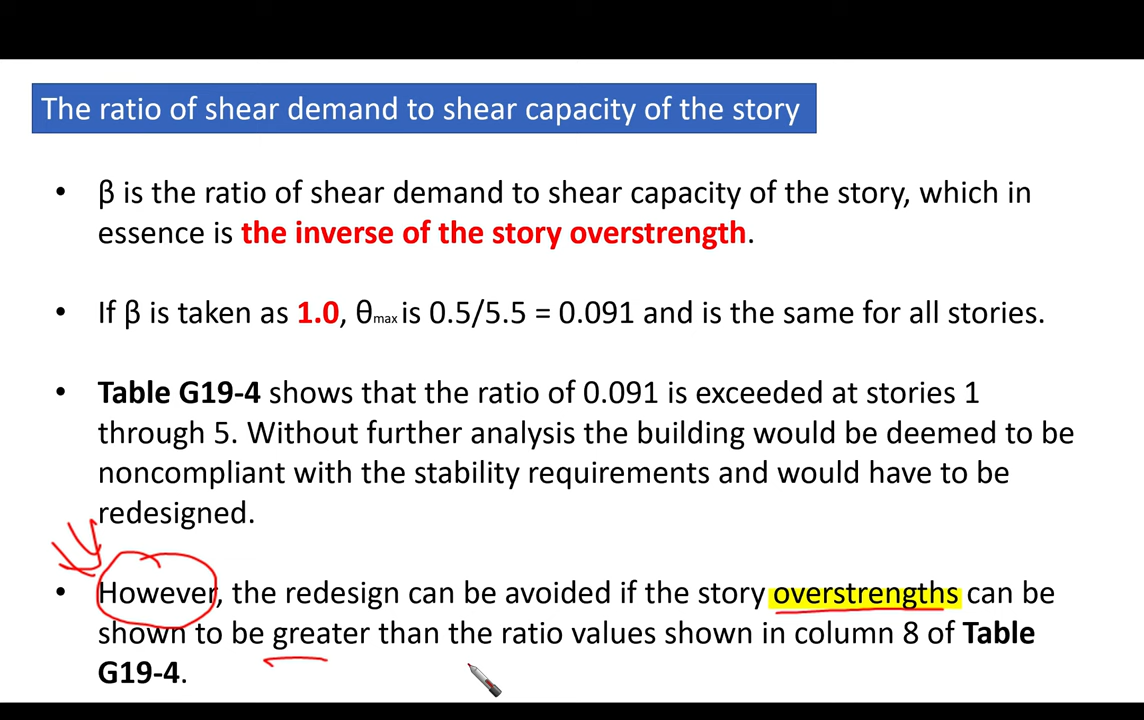 The ratio of shear demand to shear capacity of the story
• β is the ratio of shear demand to shear capacity of the story, which in
essence is the inverse of the story overstrength.
• If β is taken as 1.0, θmax is 0.5/5.5 = 0.091 and is the same for all stories.
• Table G19-4 shows that the ratio of 0.091 is exceeded at stories 1
through 5. Without further analysis the building would be deemed to be
noncompliant with the stability requirements and would have to be
redesigned.
• However, the redesign can be avoided if the story overstrengths can be
shown to be greater than the ratio values shown in column 8 of Table
G19-4.